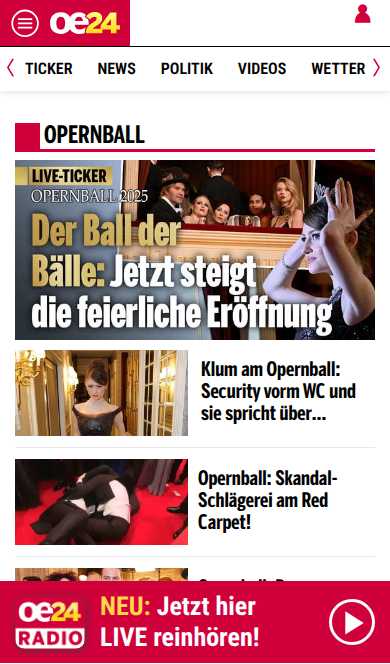 oe24
TICKER NEWS POLITIK VIDEOS WETTER
OPERNBALL
LIVE-TICKER
OPERNBALL 2025
Der Ball der
Bälle: Jetzt steigt
die feierliche Eröffnung
Klum am Opernball:
Security vorm WC und
sie spricht über...
Opernball: Skandal-
Schlägerei am Red
Carpet!
oe24
RADIO
NEU: Jetzt hier
LIVE reinhören!